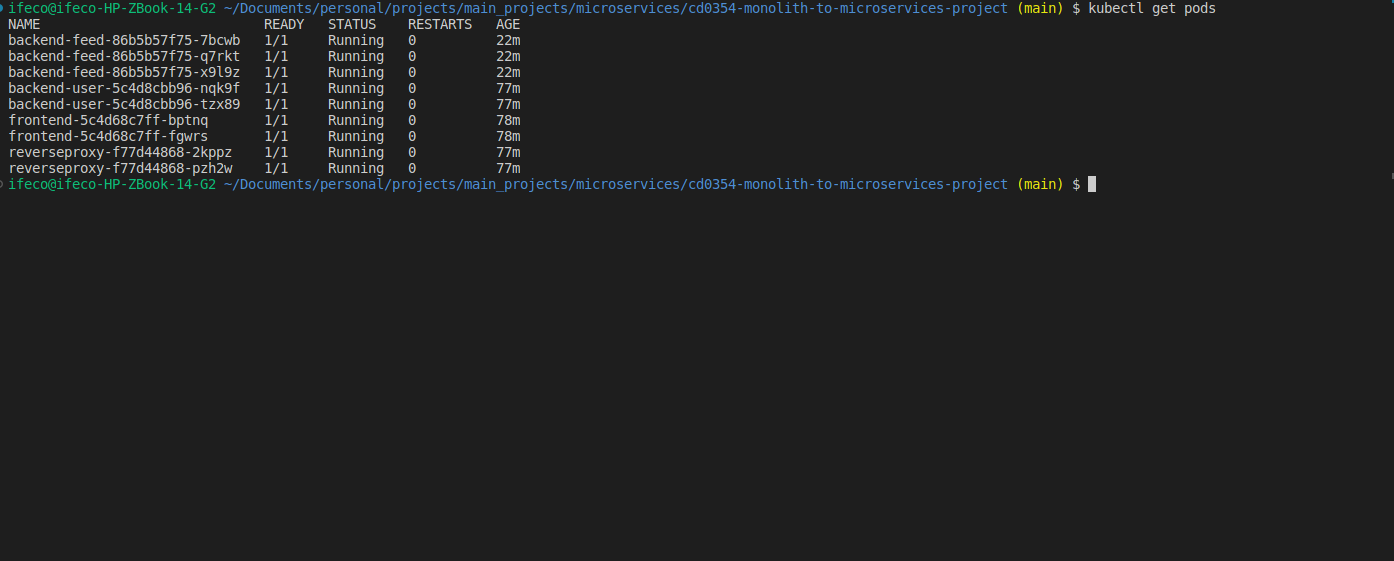 ifeco@ifeco-HP-ZBook-14-G2 ~/Documents/personal/projects/main_projects/microservices/cd0354-monolith-to-microservices-project (main) $ kubectl get pods
NAME READY STATUS RESTARTS AGE
backend-feed-86b5b57f75-7bcwb 1/1 Running 0 22m
backend-feed-86b5b57f75-q7rkt 1/1 Running 0 22m
backend-feed-86b5b57f75-x9l9z 1/1 Running 0 22m
backend-user-5c4d8cbb96-nqk9f 1/1 Running 0 77m
backend-user-5c4d8cbb96-tzx89 1/1 Running 0 77m
frontend-5c4d68c7ff-bptnq 1/1 Running 0 78m
frontend-5c4d68c7ff-fgwrs 1/1 Running 0 78m
reverseproxy-f77d44868-2kppz 1/1 Running 0 77m
reverseproxy-f77d44868-pzh2w 1/1 Running 0 77m
ifeco@ifeco-HP-ZBook-14-G2 ~/Documents/personal/projects/main_projects/microservices/cd0354-monolith-to-microservices-project (main) $